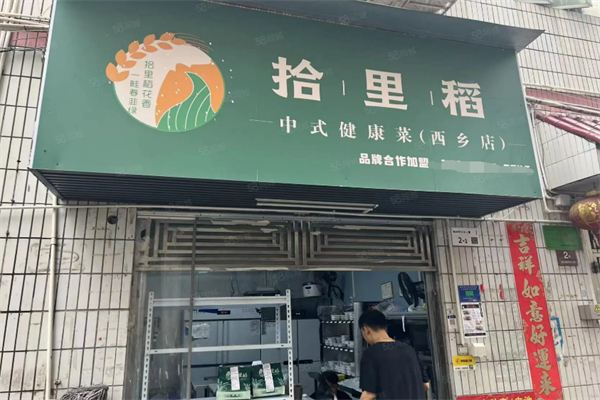 拾里稻花香
一畦春韭绿
拾里稻
中式健康菜(西乡店)
品牌合作加盟
吉祥如意好运来